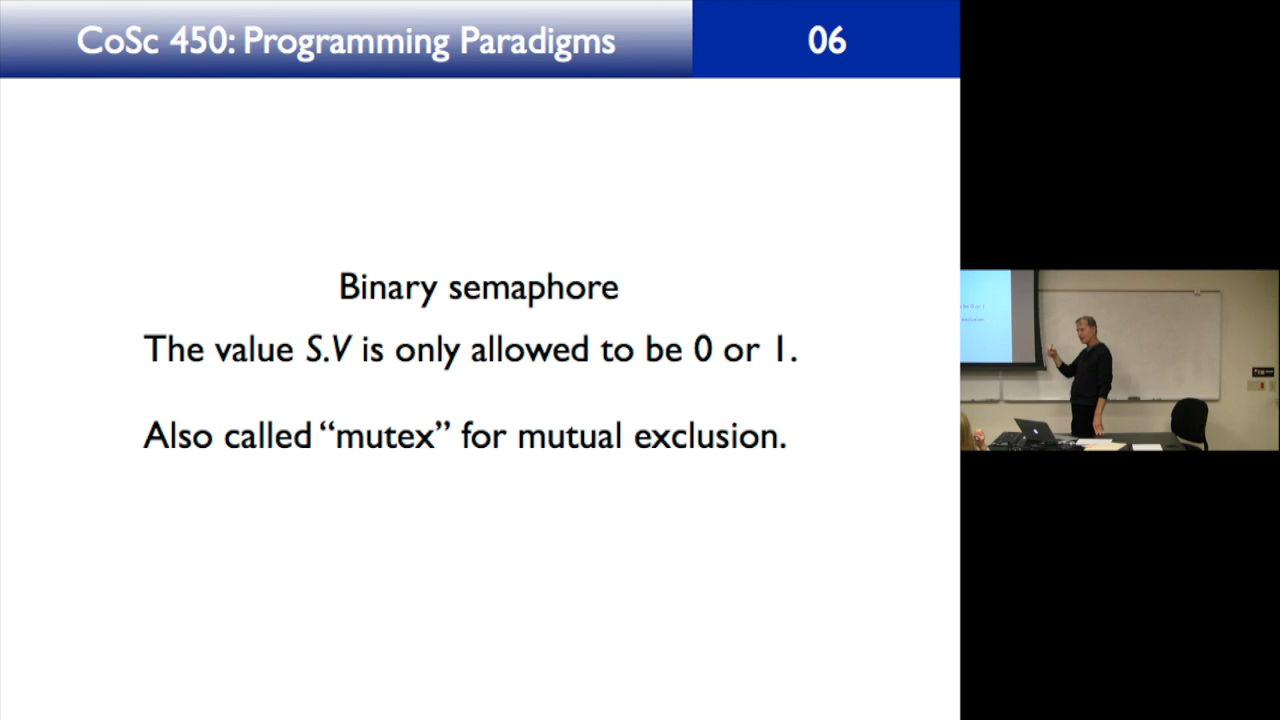 CoSc 450: Programming Paradigms
06
Binary semaphore
The value S.V is only allowed to be 0 or 1.
Also called “mutex” for mutual exclusion.